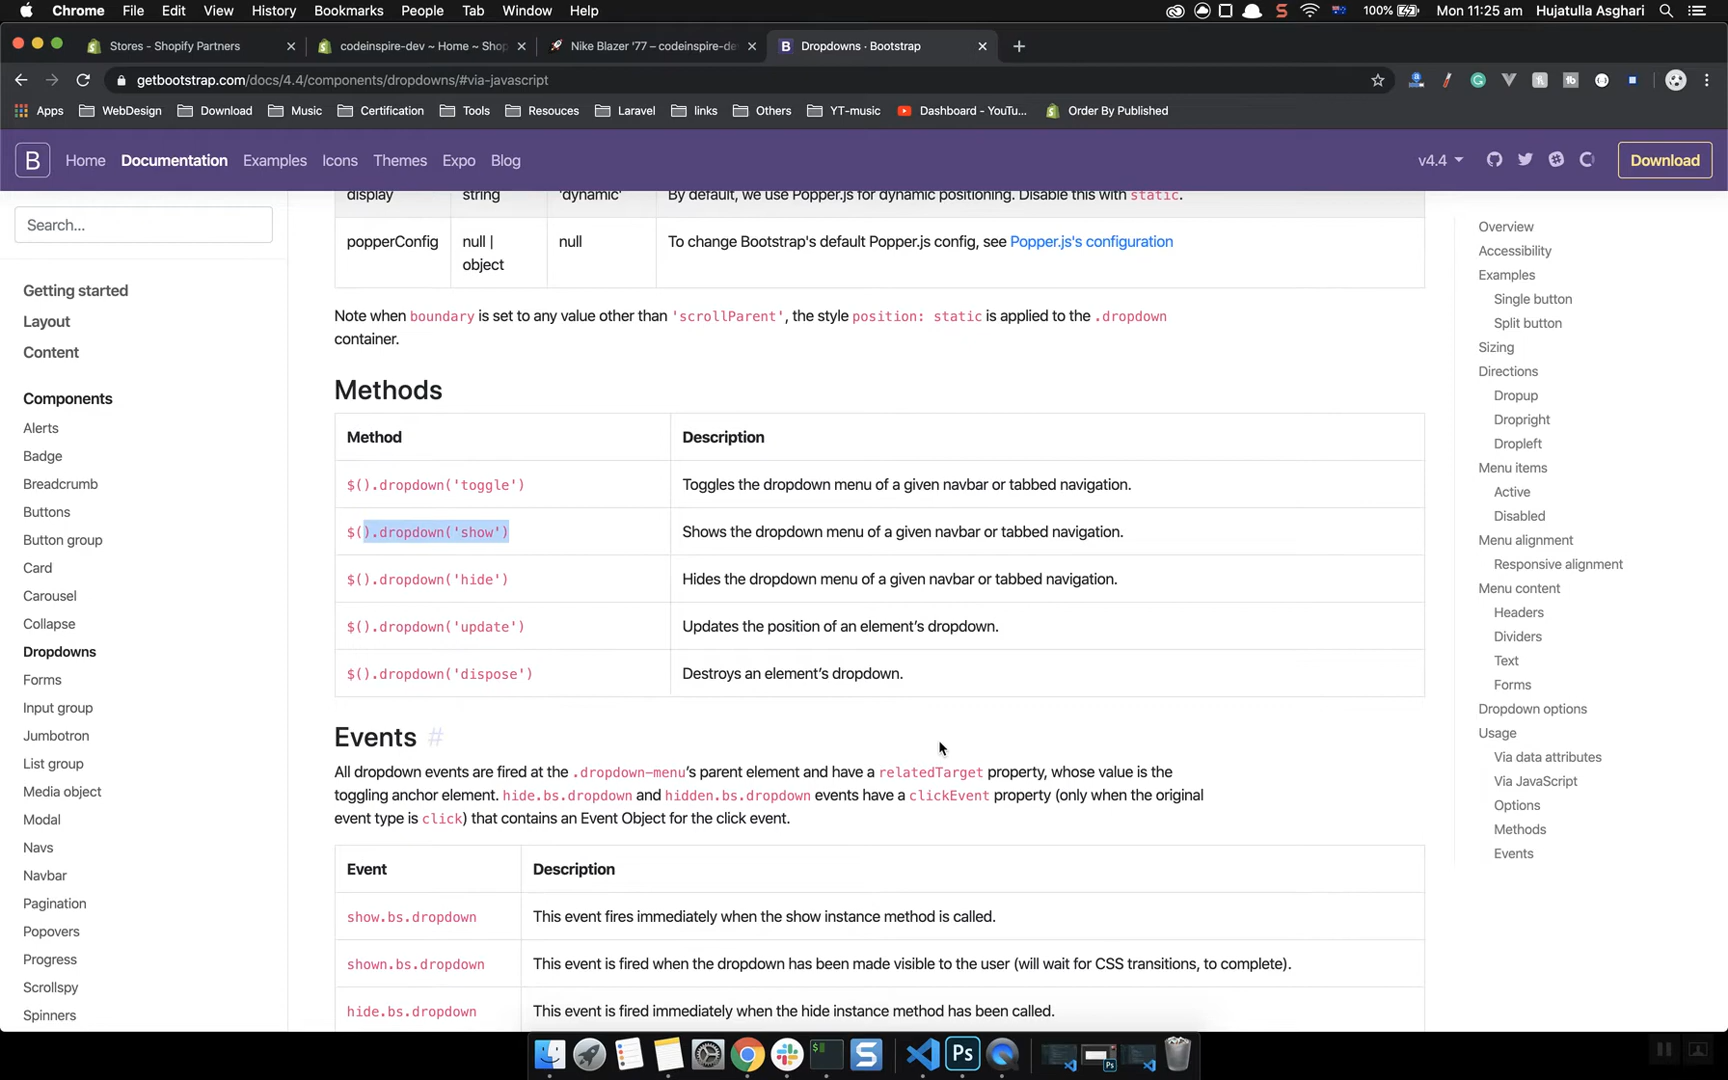 Chrome File Edit View History Bookmarks People Tab Window Help 100% Mon 11:25 am Hujatulla Asghari
Stores - Shopify Partners
codeinspire-dev ~ Home ~ Shop
Nike Blazer '77 – codeinspire-de
B Dropdowns · Bootstrap
getbootstrap.com/docs/4.4/components/dropdowns/#via-javascript
Apps WebDesign Download Music Certification Tools Resouces Laravel links Others YT-music Dashboard - YouTu... Order By Published
B Home Documentation Examples Icons Themes Expo Blog v4.4 Download
Search...
Getting started
Layout
Content
Components
Alerts
Badge
Breadcrumb
Buttons
Button group
Card
Carousel
Collapse
Dropdowns
Forms
Input group
Jumbotron
List group
Media object
Modal
Navs
Navbar
Pagination
Popovers
Progress
Scrollspy
Spinners
display string 'dynamic' By default, we use Popper.js for dynamic positioning. Disable this with static.
popperConfig null | null To change Bootstrap's default Popper.js config, see Popper.js's configuration
object
Note when boundary is set to any value other than 'scrollParent', the style position: static is applied to the .dropdown
container.
Methods
Method Description
$().dropdown('toggle') Toggles the dropdown menu of a given navbar or tabbed navigation.
$().dropdown('show') Shows the dropdown menu of a given navbar or tabbed navigation.
$().dropdown('hide') Hides the dropdown menu of a given navbar or tabbed navigation.
$().dropdown('update') Updates the position of an element’s dropdown.
$().dropdown('dispose') Destroys an element’s dropdown.
Events #
All dropdown events are fired at the .dropdown-menu’s parent element and have a relatedTarget property, whose value is the
toggling anchor element. hide.bs.dropdown and hidden.bs.dropdown events have a clickEvent property (only when the original
event type is click) that contains an Event Object for the click event.
Event Description
show.bs.dropdown This event fires immediately when the show instance method is called.
shown.bs.dropdown This event is fired when the dropdown has been made visible to the user (will wait for CSS transitions, to complete).
hide.bs.dropdown This event is fired immediately when the hide instance method has been called.
Overview
Accessibility
Examples
Single button
Split button
Sizing
Directions
Dropup
Dropright
Dropleft
Menu items
Active
Disabled
Menu alignment
Responsive alignment
Menu content
Headers
Dividers
Text
Forms
Dropdown options
Usage
Via data attributes
Via JavaScript
Options
Methods
Events
S Ps